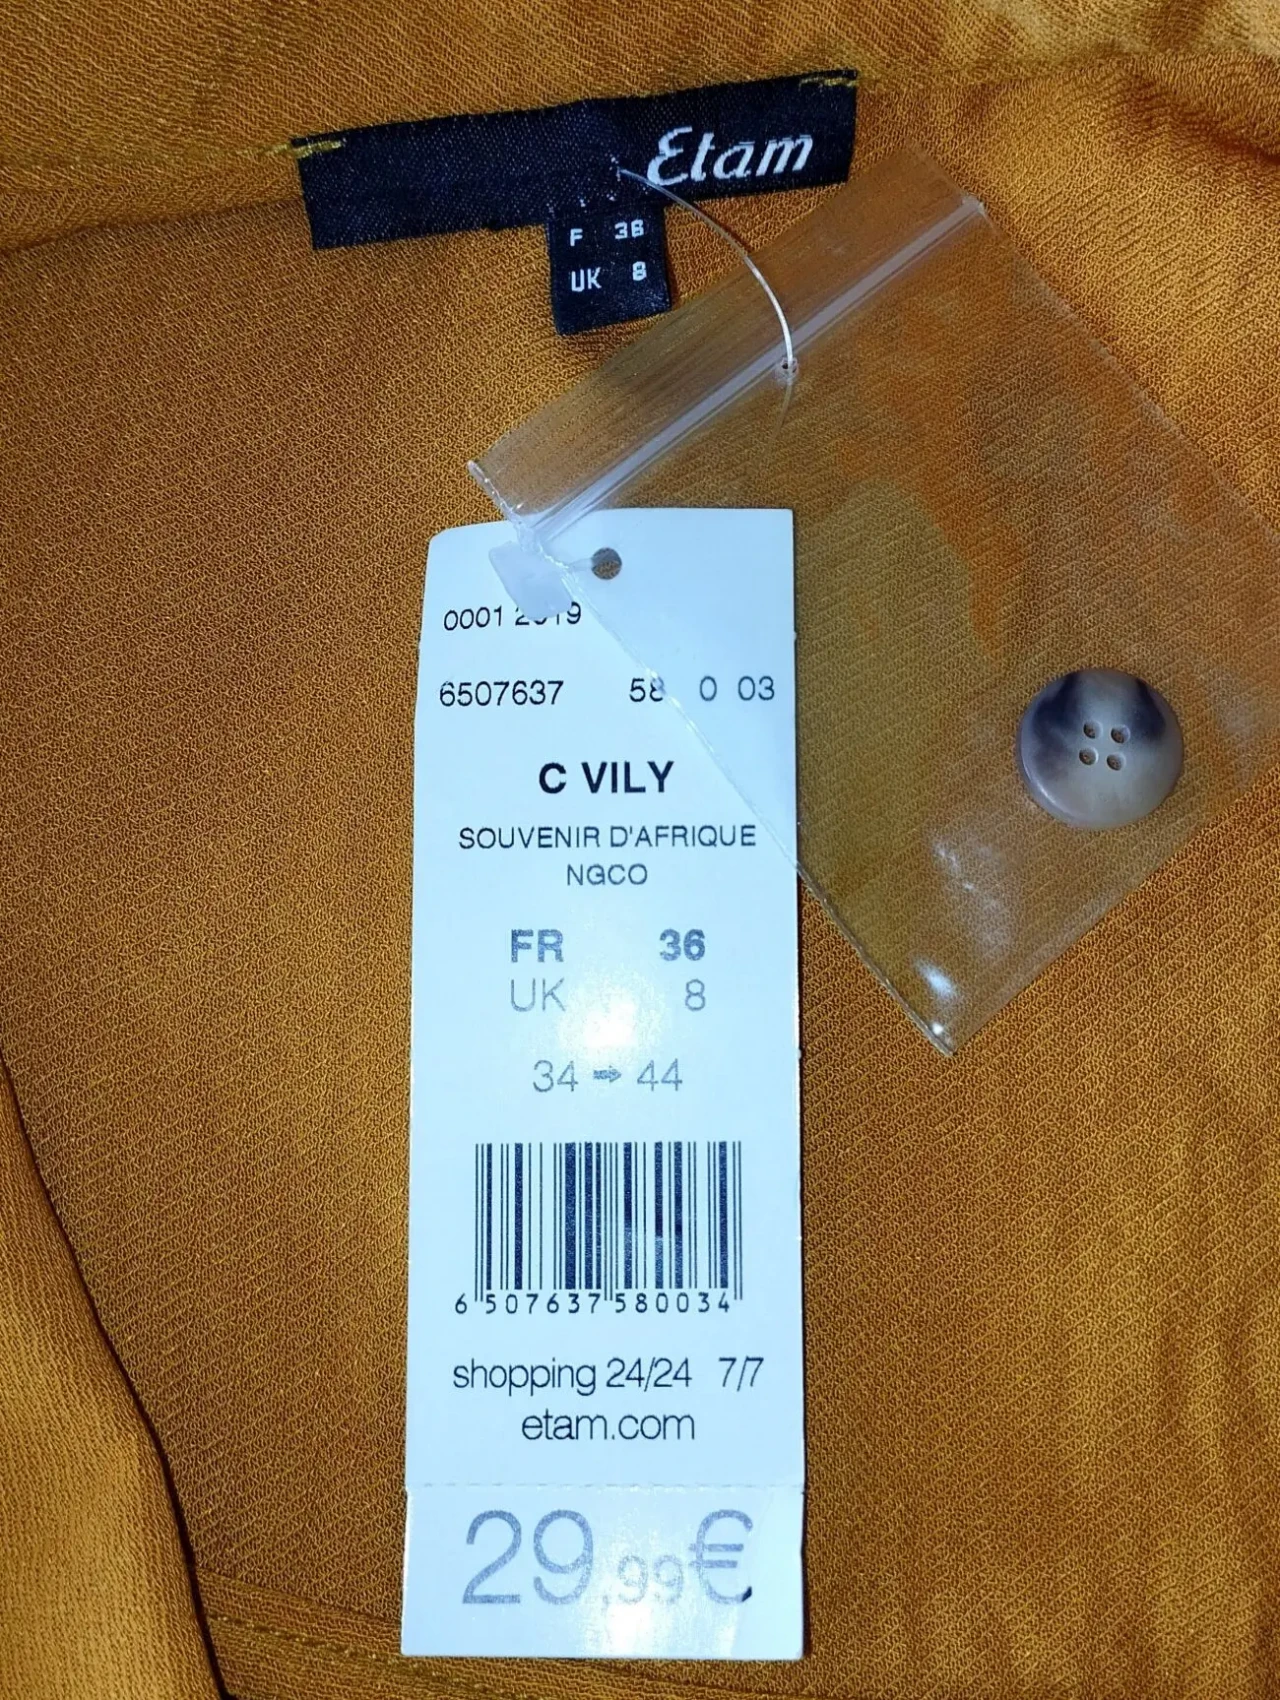 Etam
F 36
UK 8
0001 2019
6507637 58 0 03
C VILY
SOUVENIR D'AFRIQUE
NGCO
FR 36
UK 8
34 ➡ 44
6 507637 580034
shopping 24/24 7/7
etam.com
29.99€